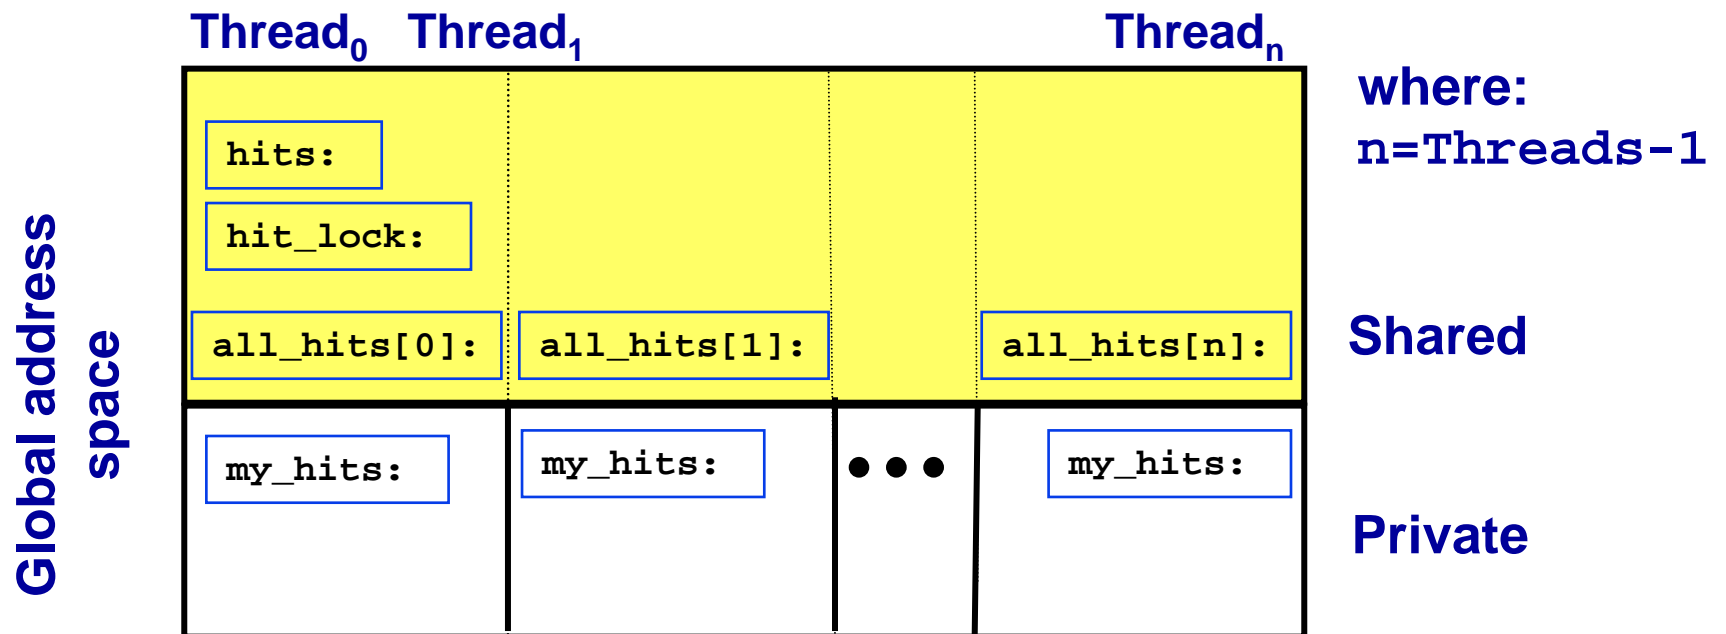 Thread0 Thread1 Threadn
where:
n=Threads-1
hits:
hit_lock:
all_hits[0]: all_hits[1]: all_hits[n]:
Shared
my_hits: my_hits: my_hits:
Private
Global address
space